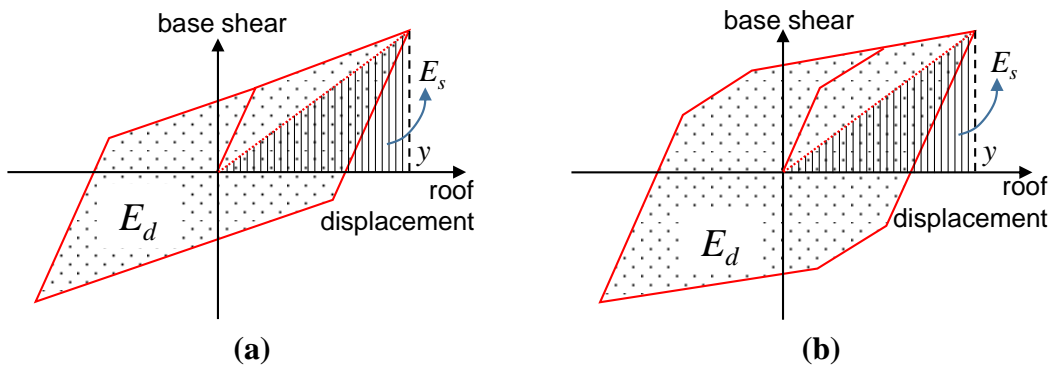 base shear
E_s
y
roof
displacement
E_d
(a)
base shear
E_s
y
roof
displacement
E_d
(b)